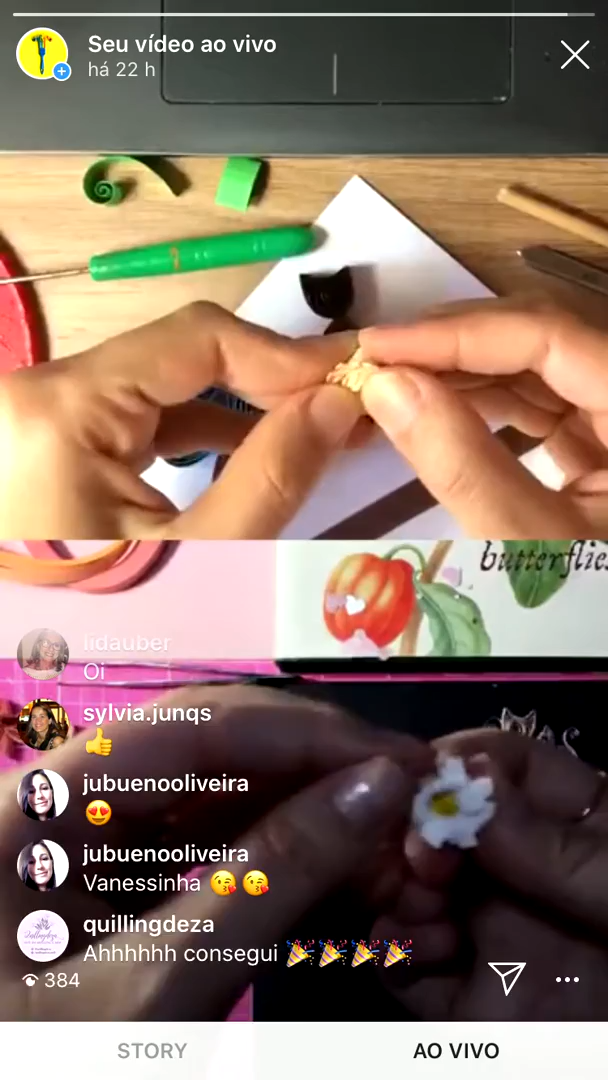 Seu vídeo ao vivo
há 22 h
butterflies
lidauber
Oi
sylvia.junqs
👍
jubuenooliveira
😍
jubuenooliveira
Vanessinha 😘😘
quillingdeza
Ahhhhhh consegui 🎉🎉🎉🎉
384
STORY
AO VIVO